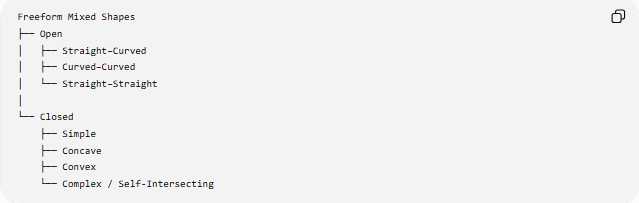 Freeform Mixed Shapes
├── Open
│   ├── Straight–Curved
│   ├── Curved–Curved
│   └── Straight–Straight
│
└── Closed
    ├── Simple
    ├── Concave
    ├── Convex
    └── Complex / Self-Intersecting